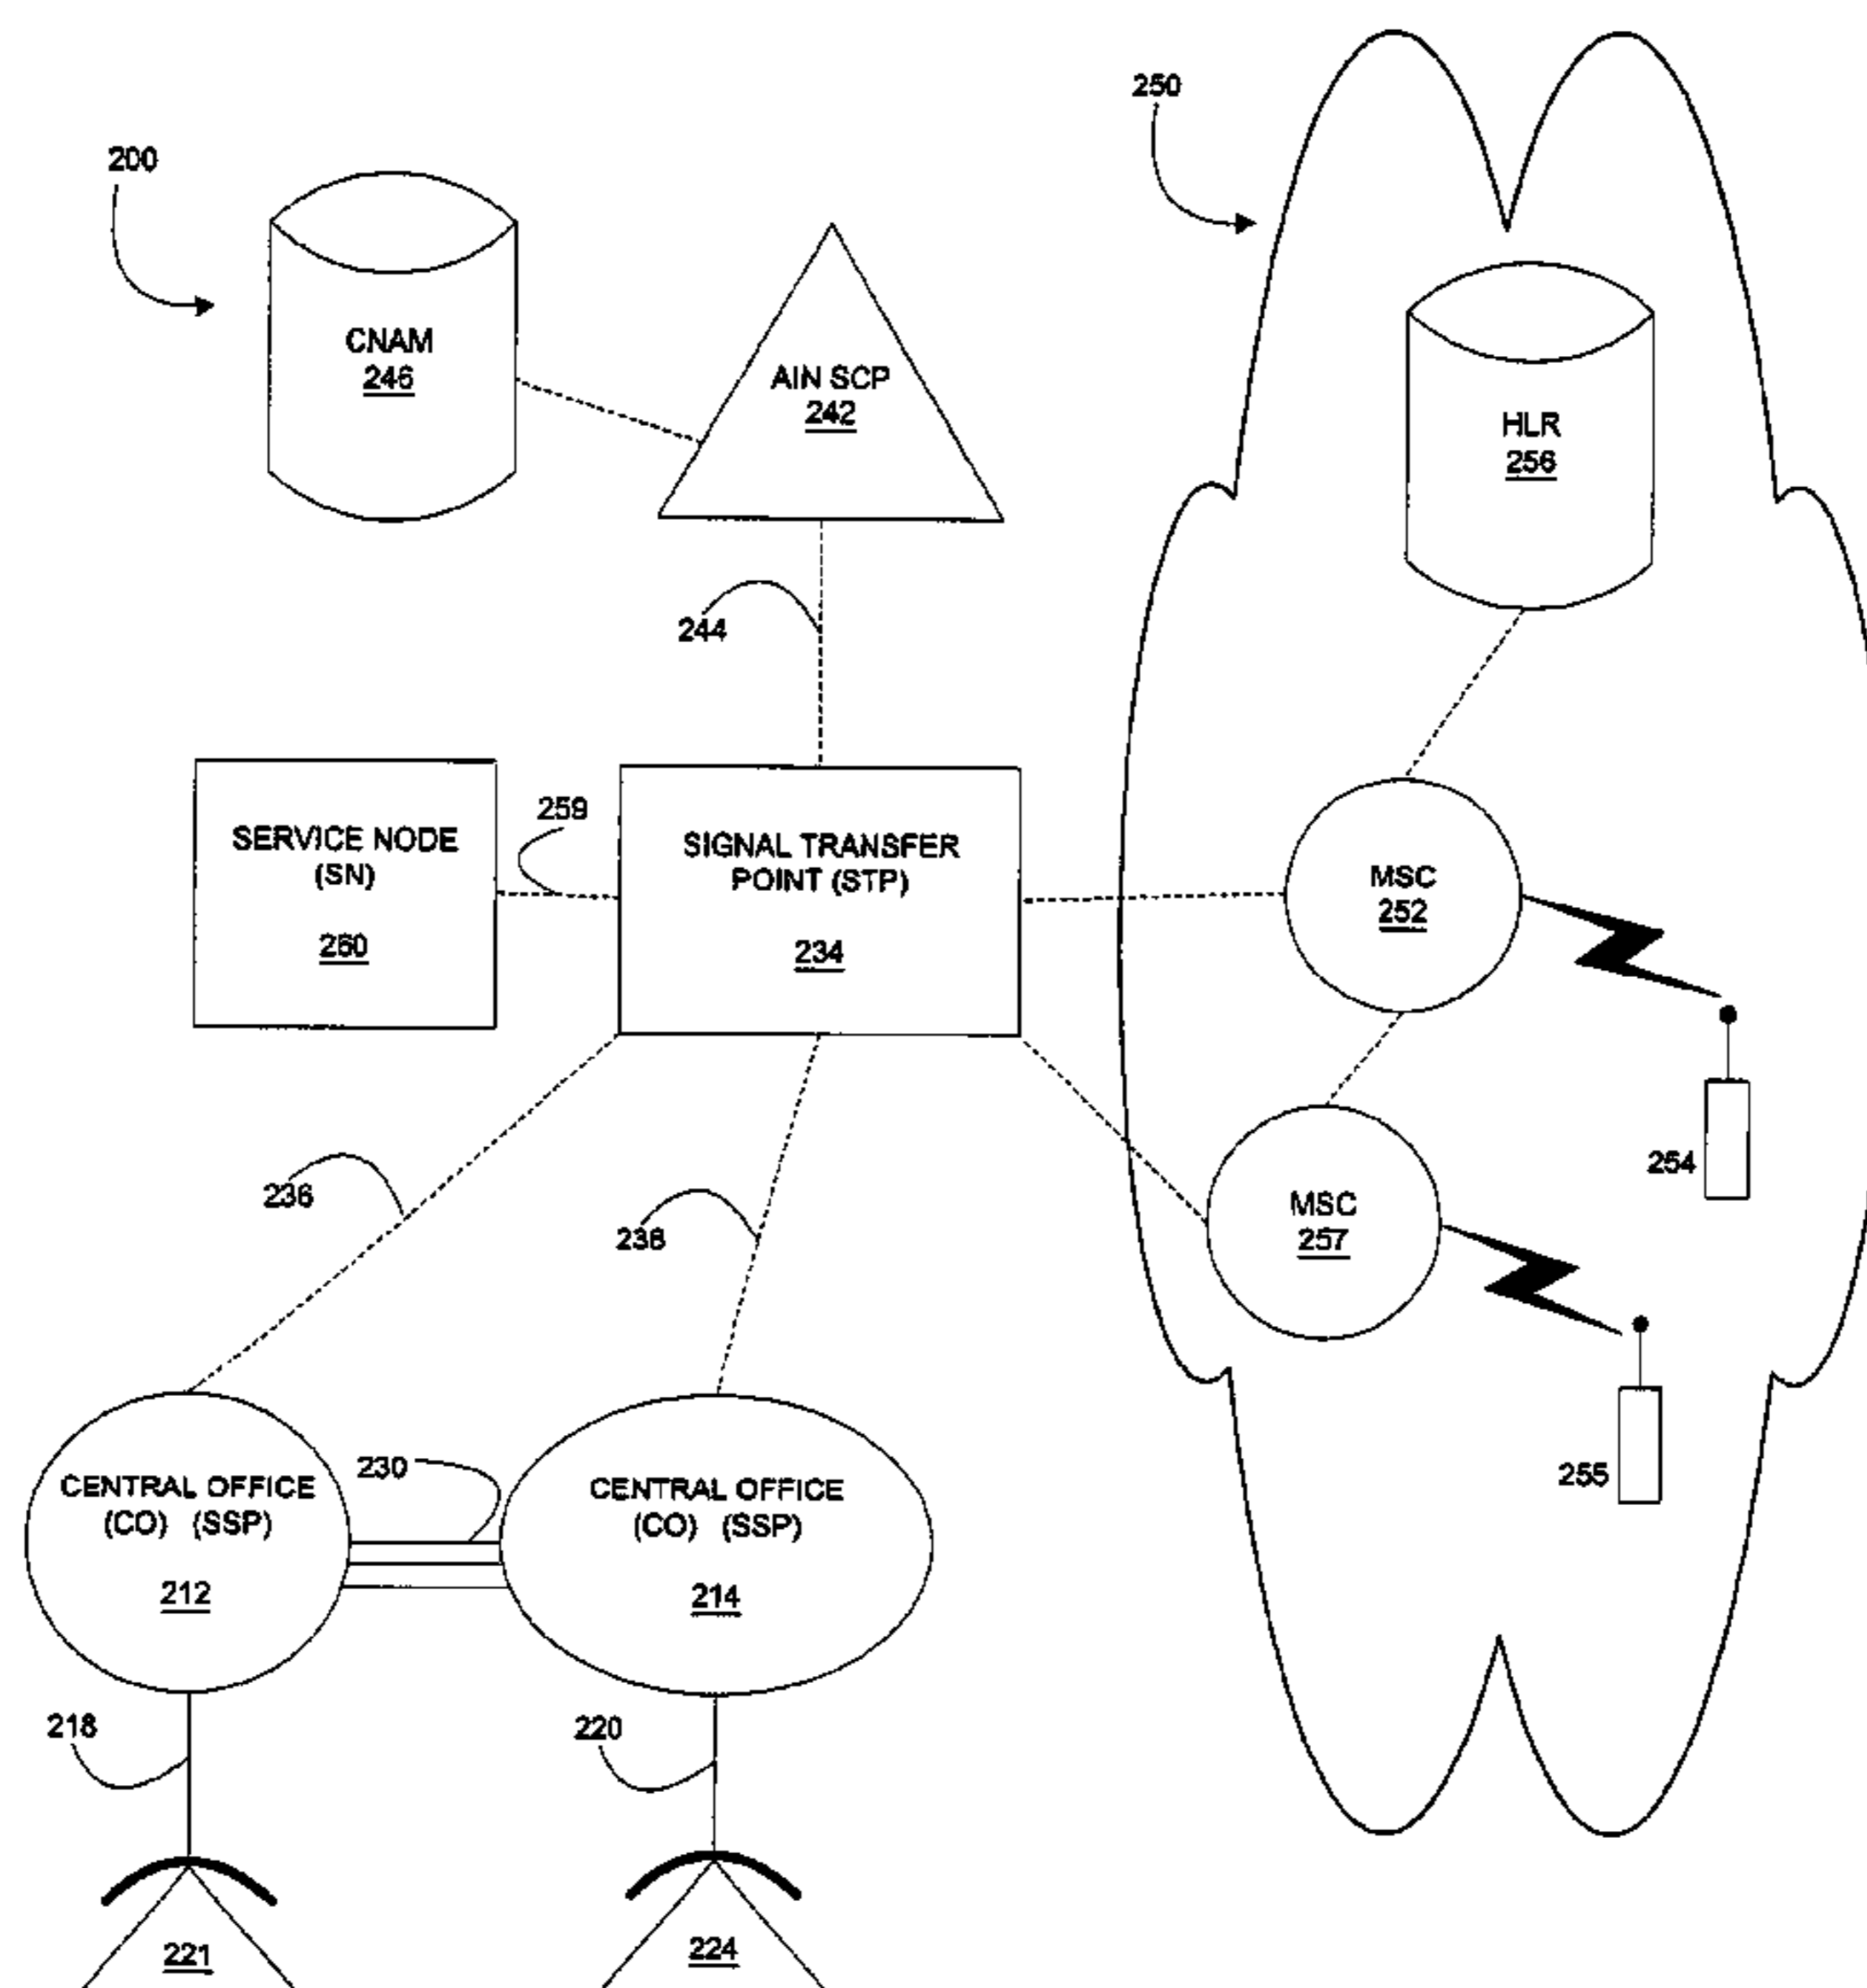 250
200
CNAM
246
AIN SCP
242
HLR
256
244
259
SERVICE NODE
(SN)
260
SIGNAL TRANSFER
POINT (STP)
234
MSC
252
254
236
238
MSC
257
255
230
CENTRAL OFFICE
(CO) (SSP)
212
CENTRAL OFFICE
(CO) (SSP)
214
218
220
221
224